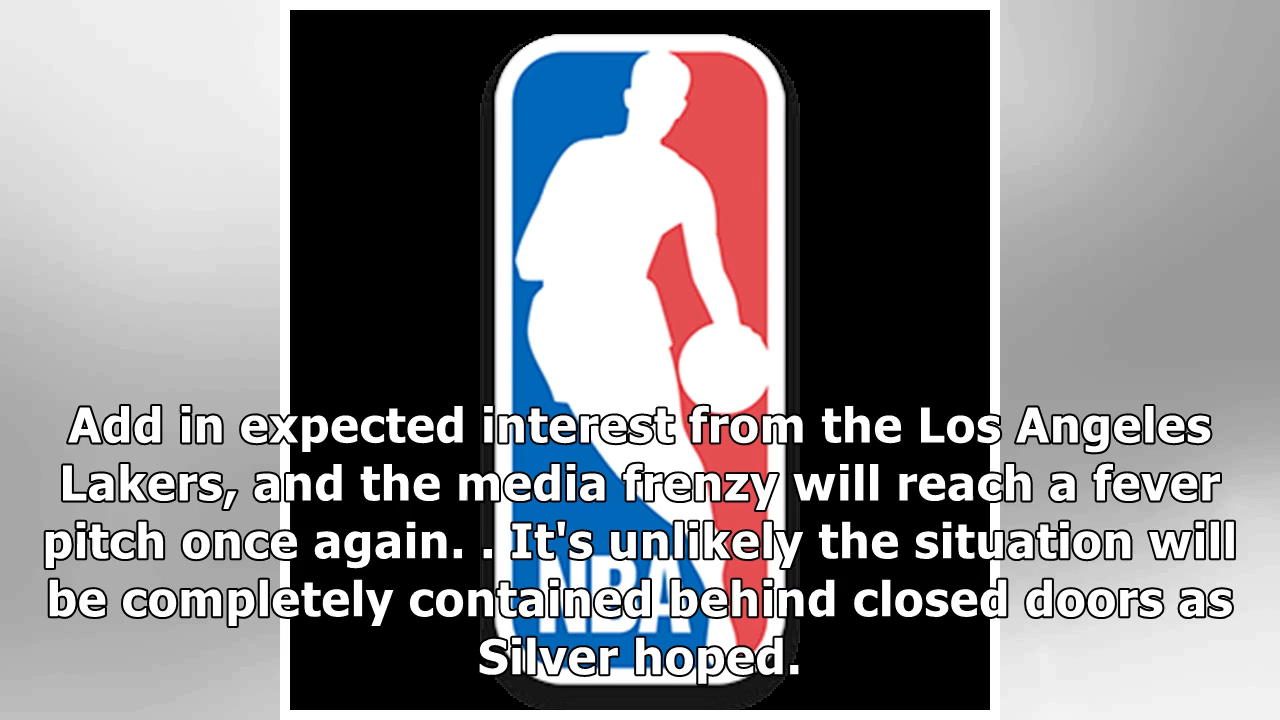 Add in expected interest from the Los Angeles
Lakers, and the media frenzy will reach a fever
pitch once again. . It's unlikely the situation will
be completely contained behind closed doors as
Silver hoped.
NBA